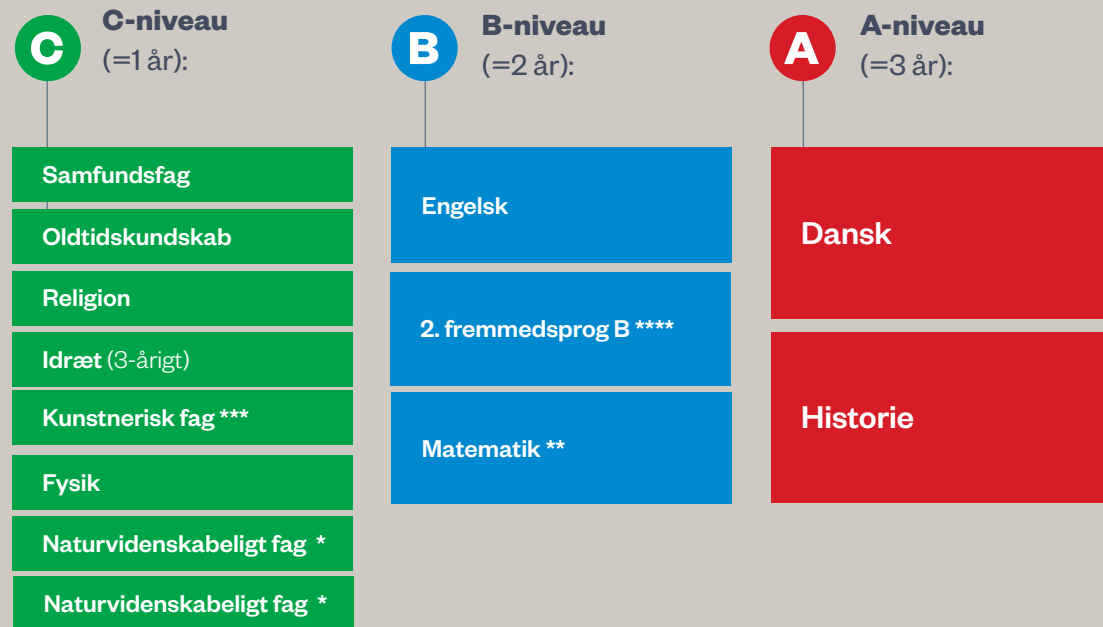 C
C-niveau
(=1 år):
Samfundsfag
Oldtidskundskab
Religion
Idræt (3-årigt)
Kunstnerisk fag ***
Fysik
Naturvidenskabeligt fag *
Naturvidenskabeligt fag *
B
B-niveau
(=2 år):
Engelsk
2. fremmedsprog B ****
Matematik **
A
A-niveau
(=3 år):
Dansk
Historie